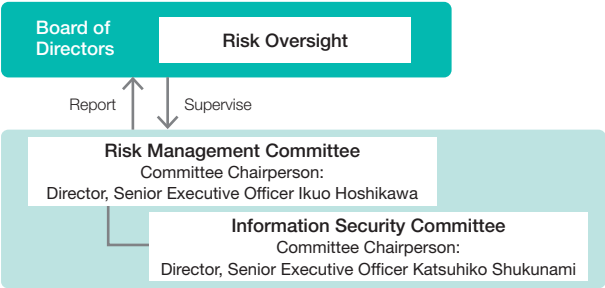 Board of
Directors
Risk Oversight
Report
Supervise
Risk Management Committee
Committee Chairperson:
Director, Senior Executive Officer Ikuo Hoshikawa
Information Security Committee
Committee Chairperson:
Director, Senior Executive Officer Katsuhiko Shukunami